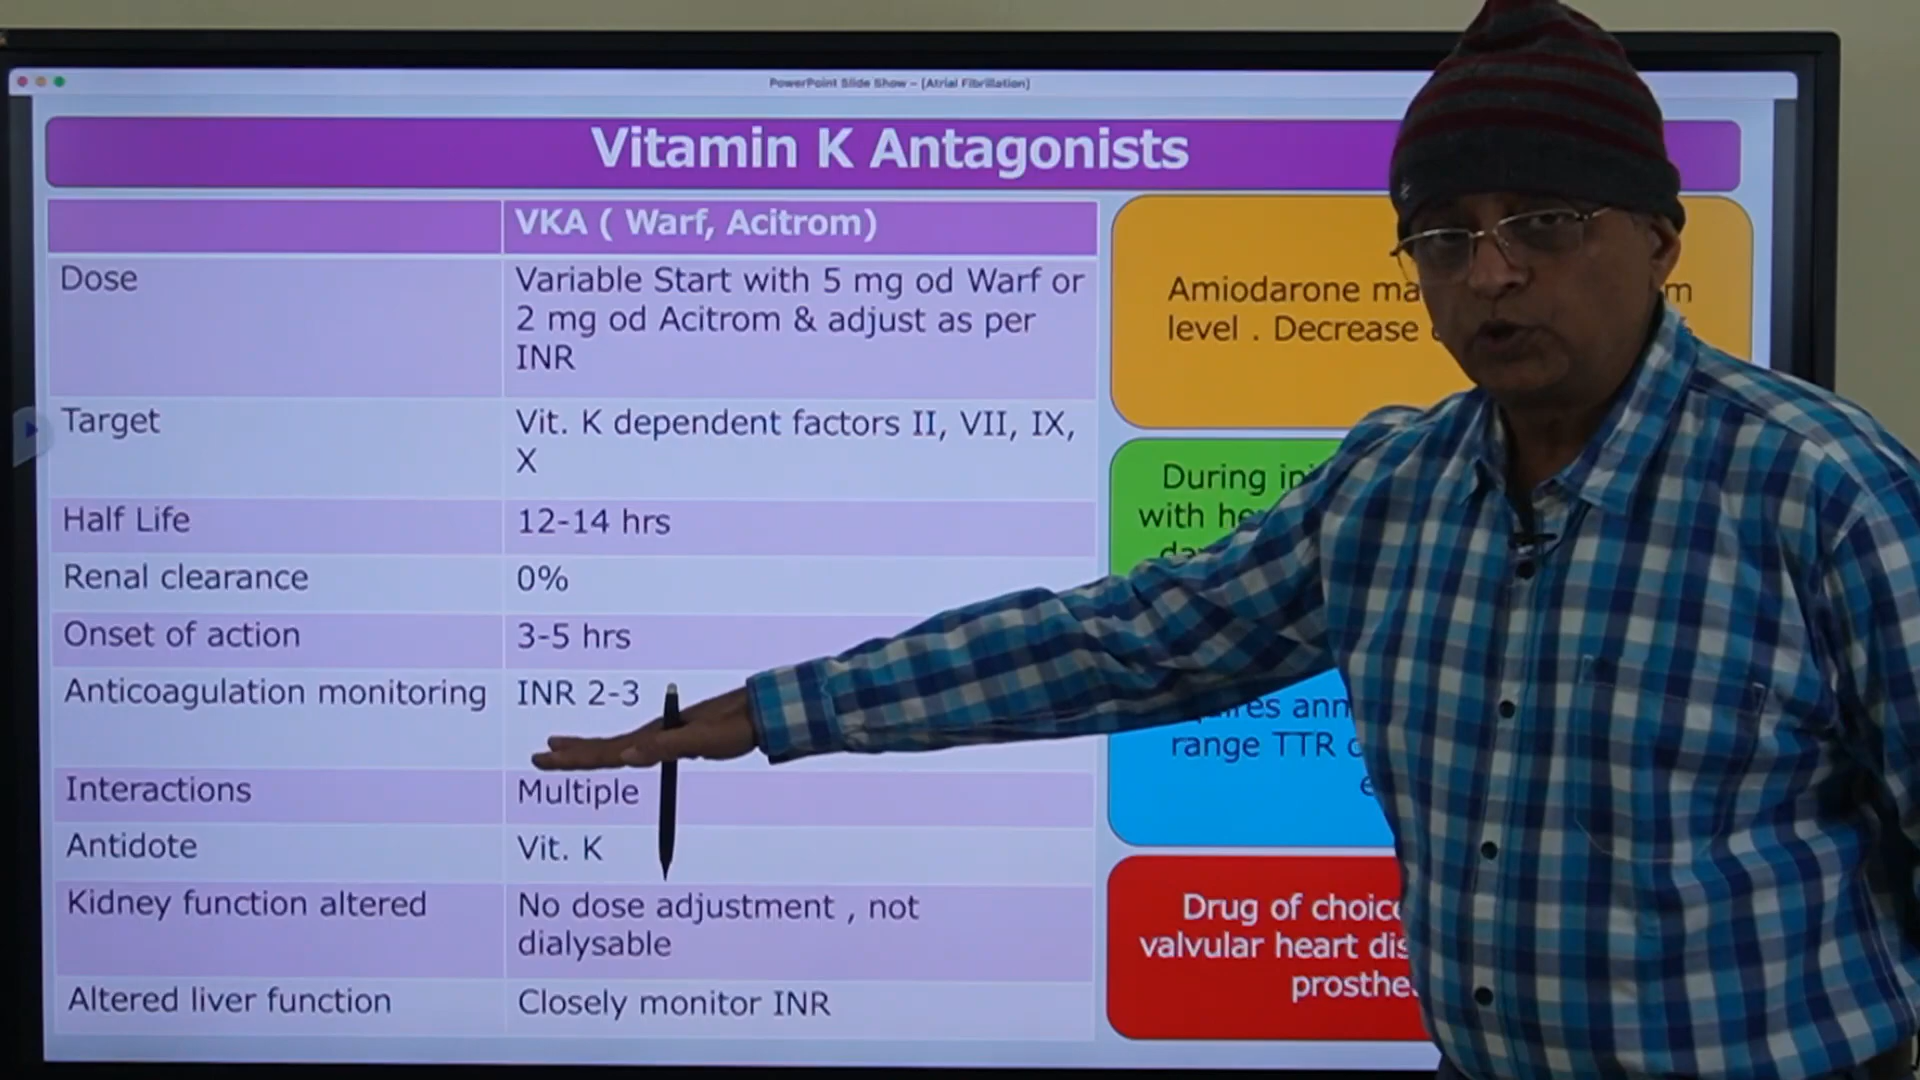 PowerPoint Slide Show – [Atrial Fibrillation]
Vitamin K Antagonists
VKA ( Warf, Acitrom)
Dose
Variable Start with 5 mg od Warf or
2 mg od Acitrom & adjust as per
INR
Target
Vit. K dependent factors II, VII, IX,
X
Half Life
12-14 hrs
Renal clearance
0%
Onset of action
3-5 hrs
Anticoagulation monitoring
INR 2-3
Interactions
Multiple
Antidote
Vit. K
Kidney function altered
No dose adjustment , not
dialysable
Altered liver function
Closely monitor INR
Amiodarone
level . Decrease
During
with
range TTR
Drug of choice
valvular heart